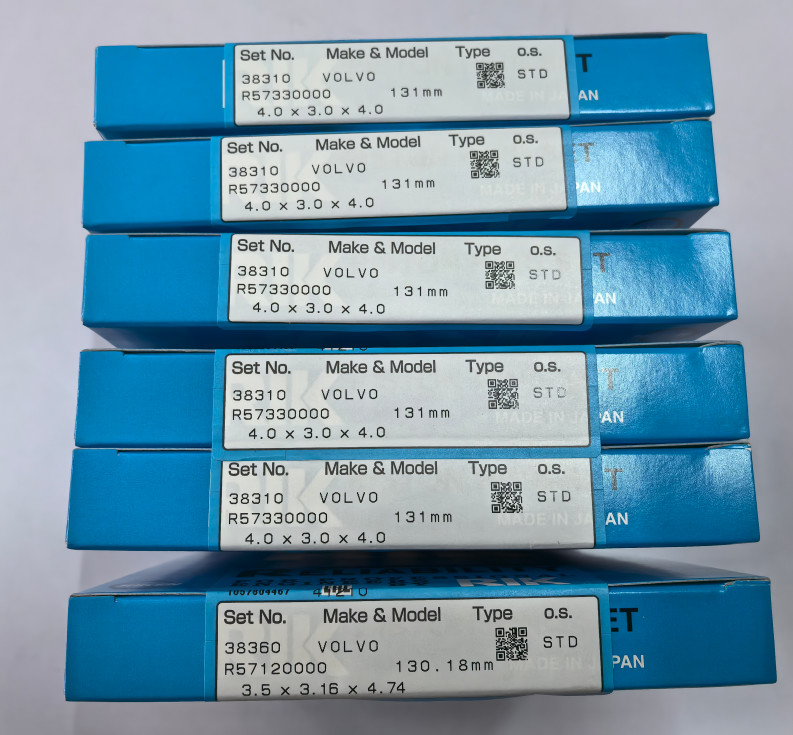 Set No. Make & Model Type o.s.
38310 VOLVO STD
R57330000 131mm
4.0 x 3.0 x 4.0
T
MADE IN JAPAN
Set No. Make & Model Type o.s.
38310 VOLVO STD
R57330000 131mm
4.0 x 3.0 x 4.0
T
MADE IN JAPAN
Set No. Make & Model Type o.s.
38310 VOLVO STD
R57330000 131mm
4.0 x 3.0 x 4.0
T
MADE IN JAPAN
Set No. Make & Model Type o.s.
38310 VOLVO STD
R57330000 131mm
4.0 x 3.0 x 4.0
T
MADE IN JAPAN
Set No. Make & Model Type o.s.
38310 VOLVO STD
R57330000 131mm
4.0 x 3.0 x 4.0
T
MADE IN JAPAN
RIK
Set No. Make & Model Type o.s.
38360 VOLVO STD
R57120000 130.18mm
3.5 x 3.16 x 4.74
ET
MADE IN JAPAN